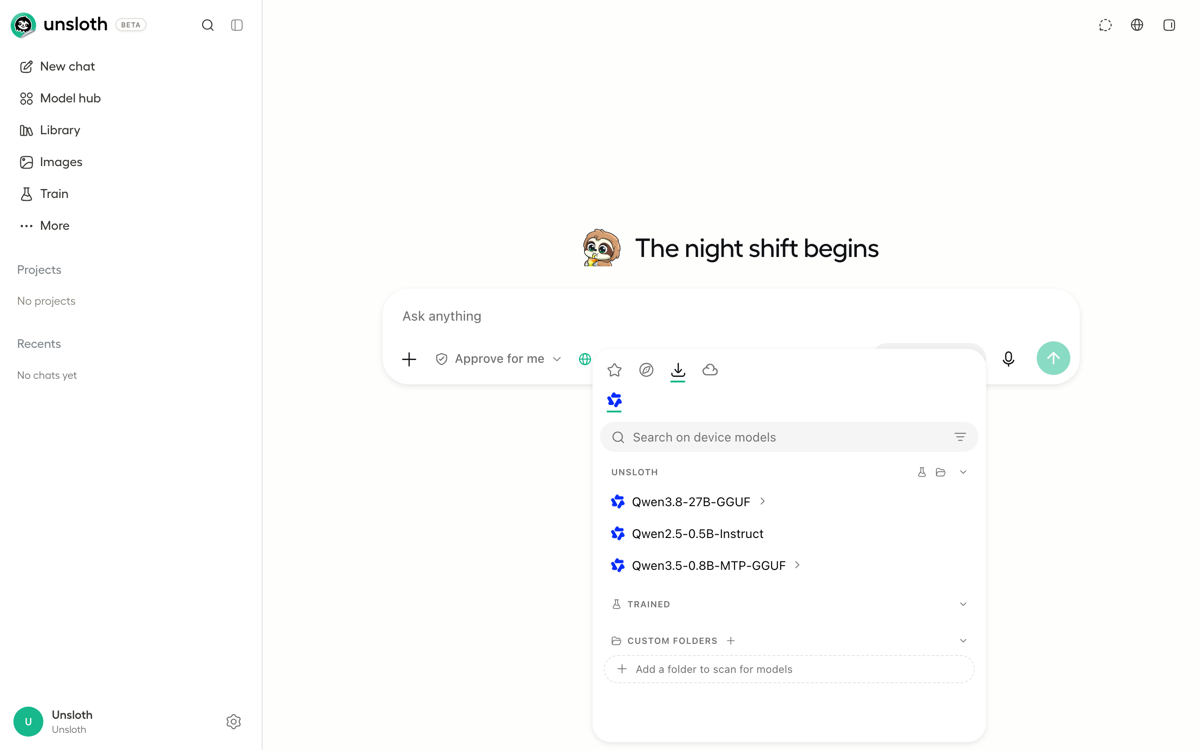 unsloth BETA
New chat
Model hub
Library
Images
Train
More
Projects
No projects
Recents
No chats yet
U
Unsloth
Unsloth
The night shift begins
Ask anything
Approve for me
Search on device models
UNSLOTH
Qwen3.8-27B-GGUF
Qwen2.5-0.5B-Instruct
Qwen3.5-0.8B-MTP-GGUF
TRAINED
CUSTOM FOLDERS
Add a folder to scan for models